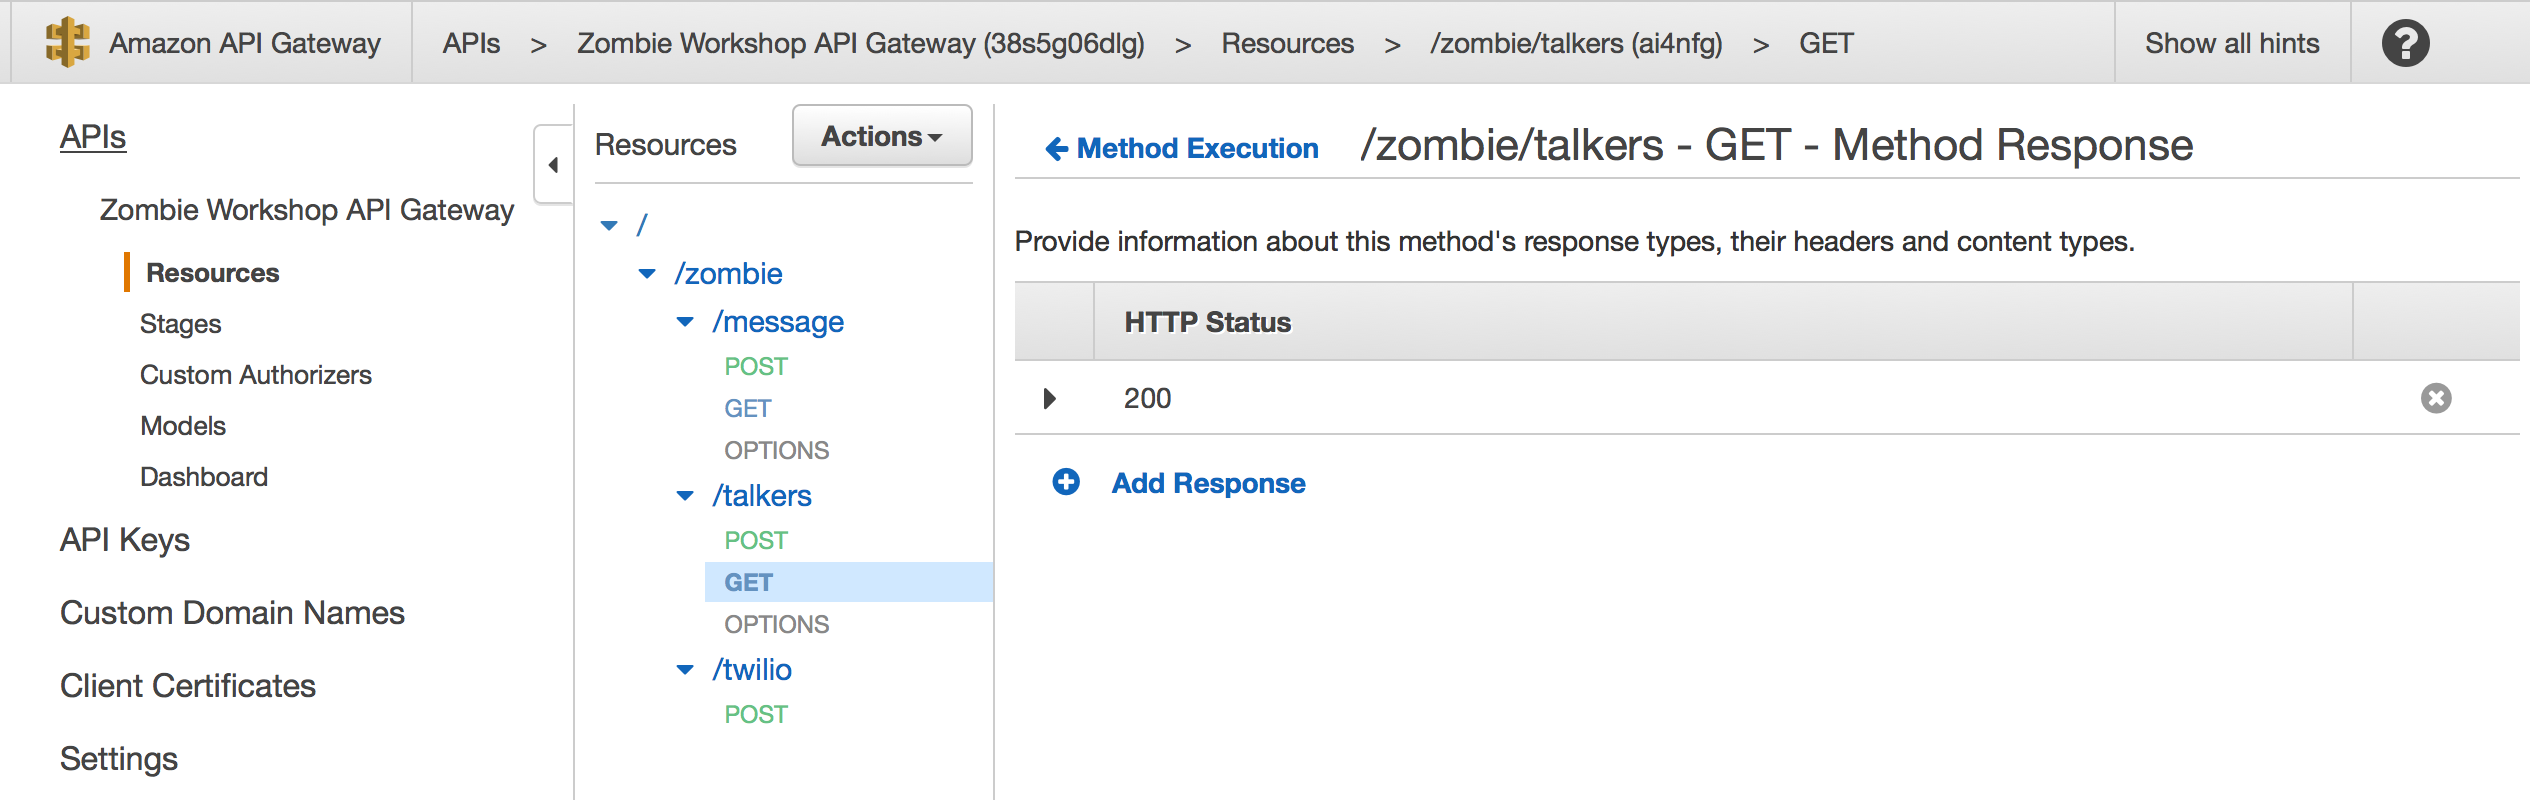 Amazon API Gateway APIs > Zombie Workshop API Gateway (38s5g06dlg) > Resources > /zombie/talkers (ai4nfg) > GET Show all hints ?
APIs
Zombie Workshop API Gateway
Resources
Stages
Custom Authorizers
Models
Dashboard
API Keys
Custom Domain Names
Client Certificates
Settings
Resources Actions
/
/zombie
/message
POST
GET
OPTIONS
/talkers
POST
GET
OPTIONS
/twilio
POST
Method Execution /zombie/talkers - GET - Method Response
Provide information about this method's response types, their headers and content types.
HTTP Status
200
Add Response